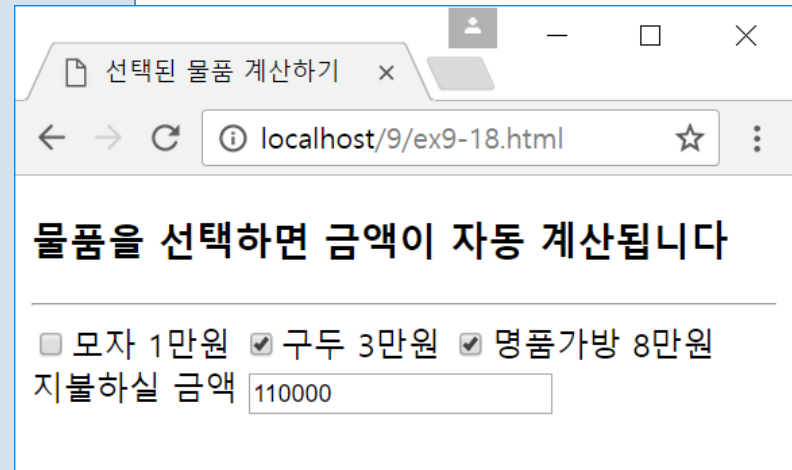 선택된 물품 계산하기
localhost/9/ex9-18.html
물품을 선택하면 금액이 자동 계산됩니다
모자 1만원 구두 3만원 명품가방 8만원
지불하실 금액 110000